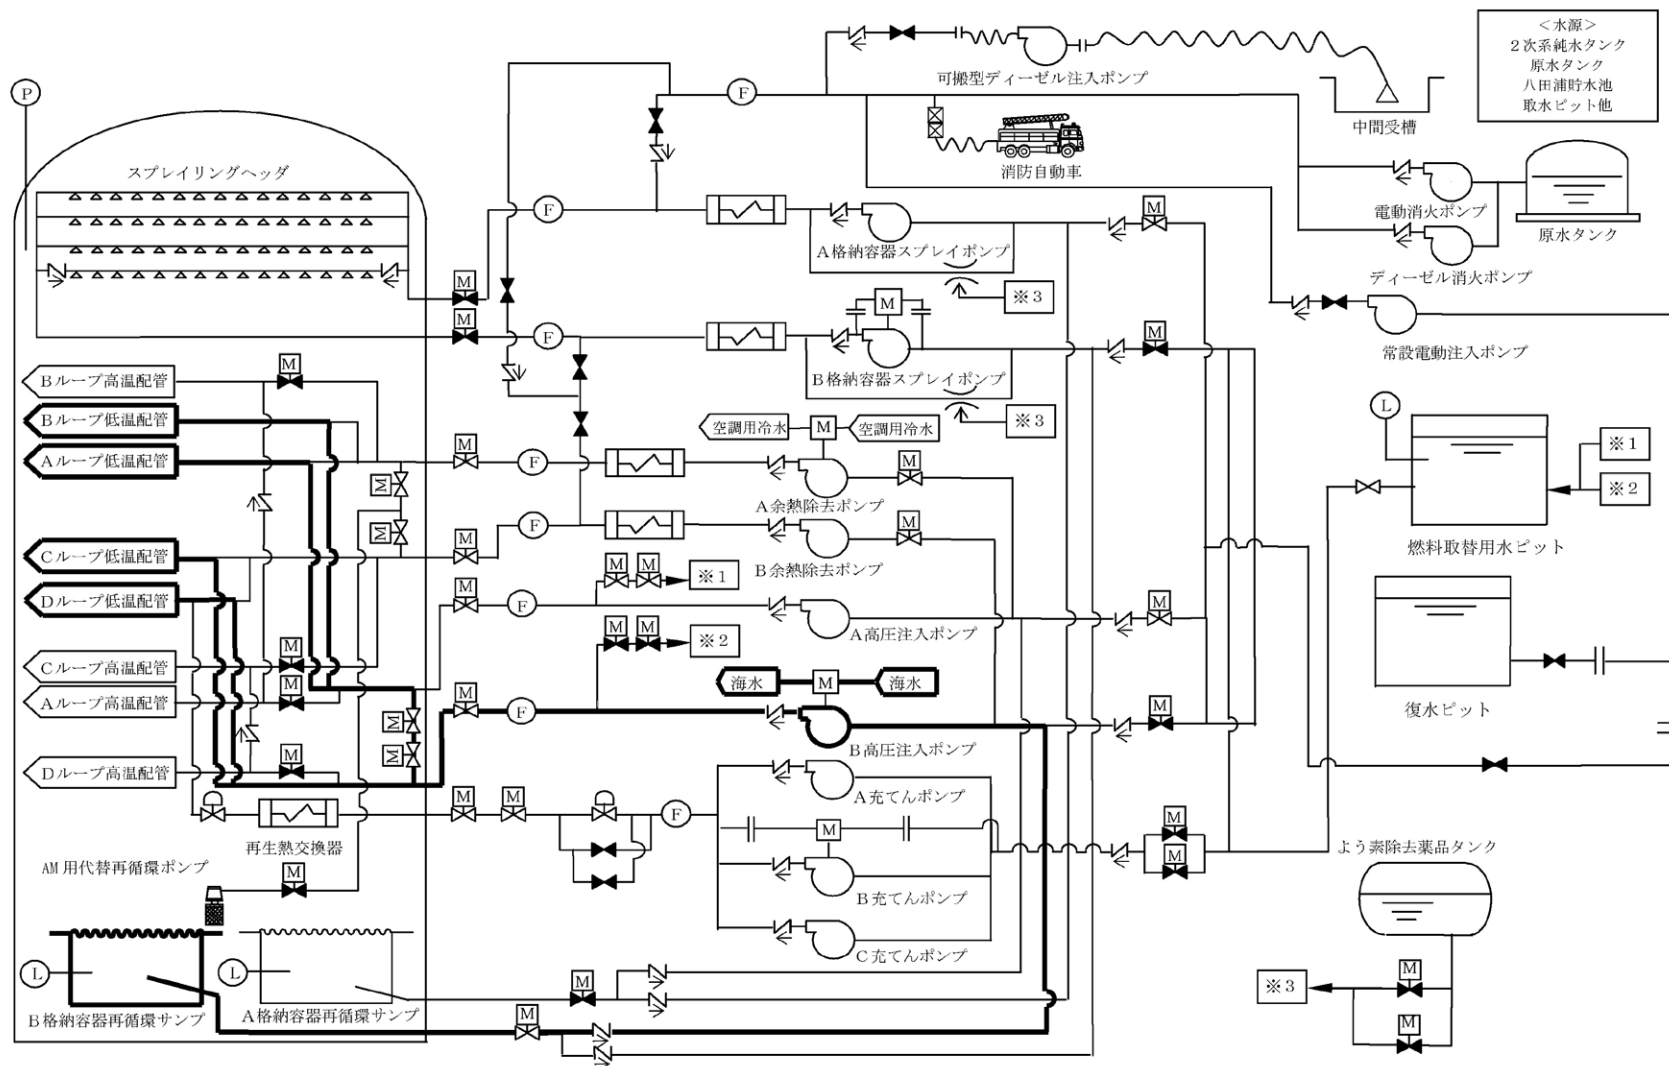 <水源>
2次系純水タンク
原水タンク
八田浦貯水池
取水ピット他
P
F
可搬型ディーゼル注入ポンプ
中間受槽
消防自動車
スプレイリングヘッダ
F
M
電動消火ポンプ
原水タンク
A格納容器スプレイポンプ
ディーゼル消火ポンプ
M
※3
M
M
F
M
常設電動注入ポンプ
B格納容器スプレイポンプ
Bループ高温配管
M
※3
L
Bループ低温配管
空調用冷水
M
空調用冷水
※1
Aループ低温配管
M
F
M
※2
M
A余熱除去ポンプ
M
M
F
M
燃料取替用水ピット
Cループ低温配管
B余熱除去ポンプ
M
M
※1
Dループ低温配管
M
F
M
A高圧注入ポンプ
M
M
※2
Cループ高温配管
M
海水
M
海水
Aループ高温配管
M
M
F
M
復水ピット
M
B高圧注入ポンプ
M
Dループ高温配管
M
A充てんポンプ
M
M
F
M
再生熱交換器
M
M
よう素除去薬品タンク
AM用代替再循環ポンプ
M
B充てんポンプ
C充てんポンプ
L
L
M
M
※3
B格納容器再循環サンプ
A格納容器再循環サンプ
M
M